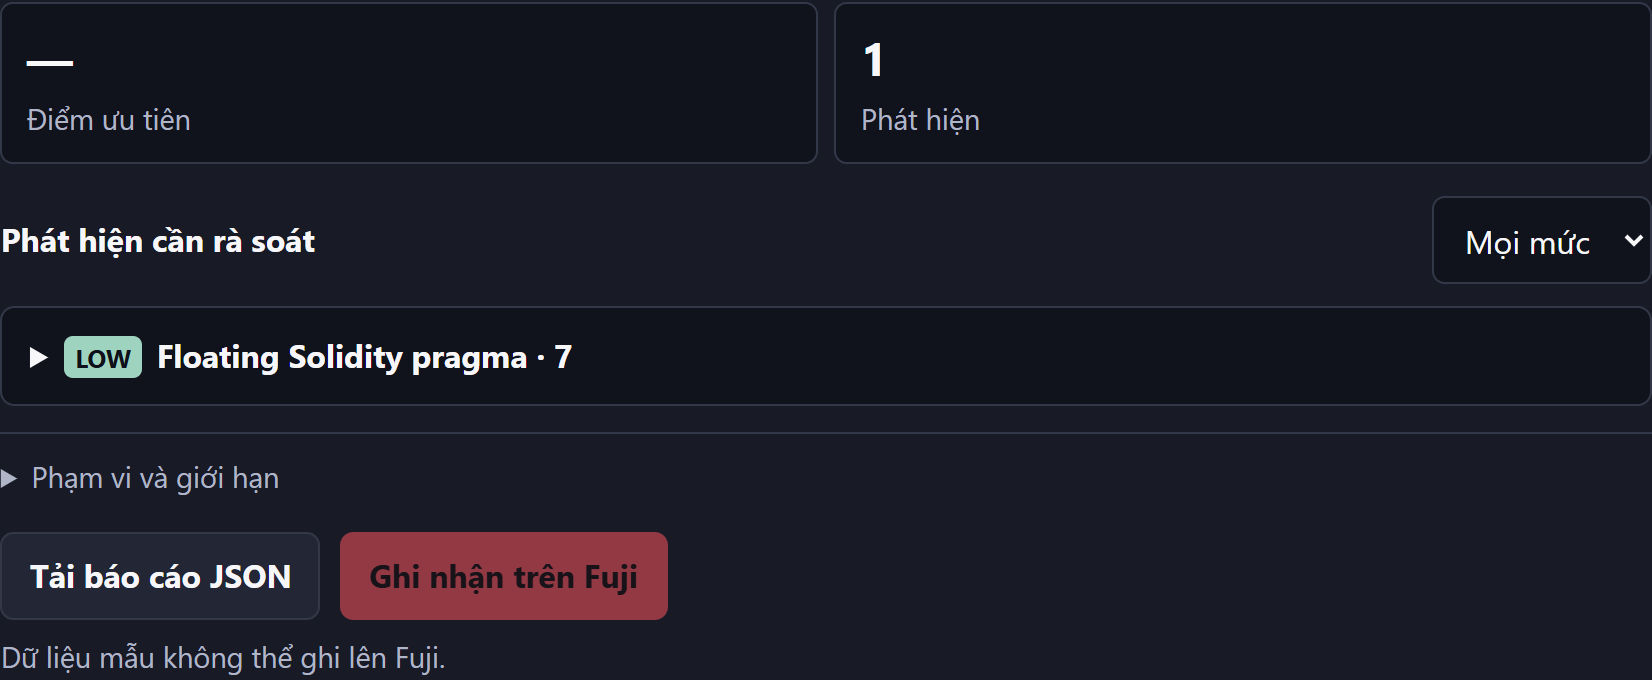 —
Điểm ưu tiên
1
Phát hiện
Phát hiện cần rà soát
Mọi mức
LOW Floating Solidity pragma · 7
Phạm vi và giới hạn
Tải báo cáo JSON
Ghi nhận trên Fuji
Dữ liệu mẫu không thể ghi lên Fuji.